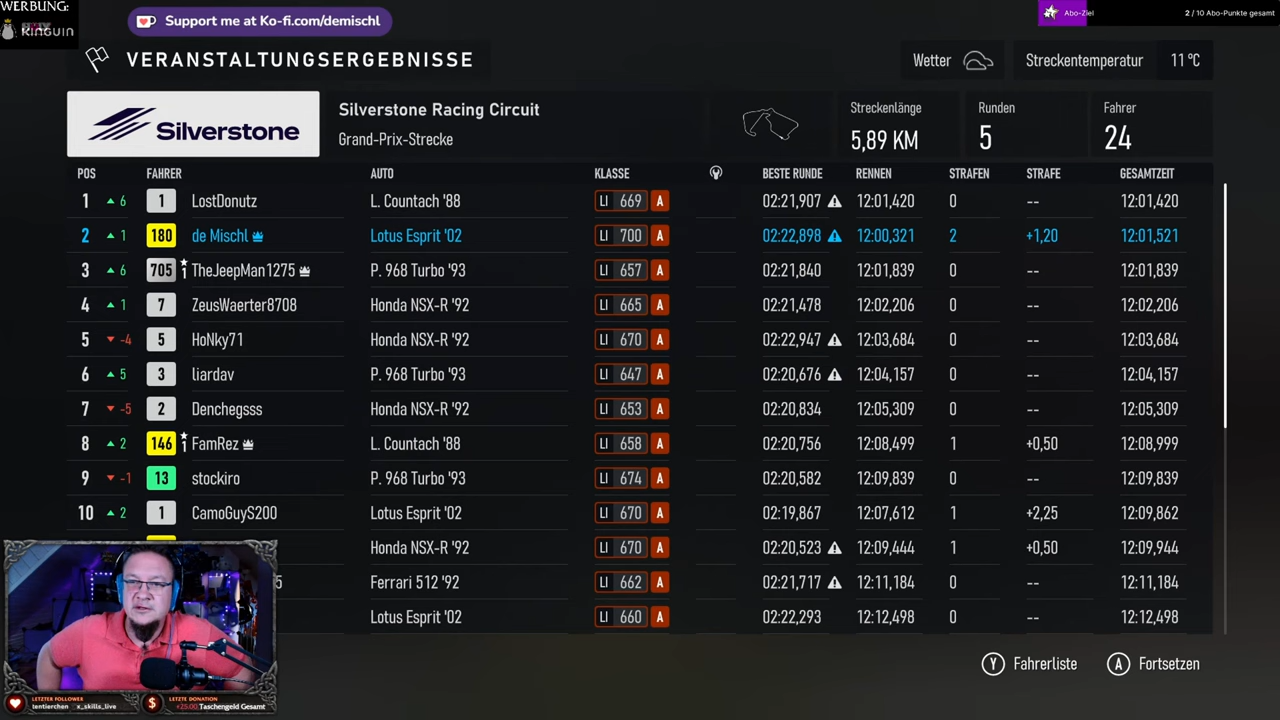 WERBUNG:
KINGUIN
Support me at Ko-fi.com/demischl
Abo-Ziel
2 / 10 Abo-Punkte gesamt
VERANSTALTUNGSERGEBNISSE
Wetter
Streckentemperatur 11 °C
Silverstone
Silverstone Racing Circuit
Grand-Prix-Strecke
Streckenlänge
5,89 KM
Runden
5
Fahrer
24
POS FAHRER AUTO KLASSE BESTE RUNDE RENNEN STRAFEN STRAFE GESAMTZEIT
1 6 1 LostDonutz L. Countach '88 LI 669 A 02:21,907 12:01,420 0 -- 12:01,420
2 1 180 de Mischl Lotus Esprit '02 LI 700 A 02:22,898 12:00,321 2 +1,20 12:01,521
3 6 705 1 TheJeepMan1275 P. 968 Turbo '93 LI 657 A 02:21,840 12:01,839 0 -- 12:01,839
4 1 7 ZeusWaerter8708 Honda NSX-R '92 LI 665 A 02:21,478 12:02,206 0 -- 12:02,206
5 -4 5 HoNky71 Honda NSX-R '92 LI 670 A 02:22,947 12:03,684 0 -- 12:03,684
6 5 3 liardav P. 968 Turbo '93 LI 647 A 02:20,676 12:04,157 0 -- 12:04,157
7 -5 2 Denchegsss Honda NSX-R '92 LI 653 A 02:20,834 12:05,309 0 -- 12:05,309
8 2 146 1 FamRez L. Countach '88 LI 658 A 02:20,756 12:08,499 1 +0,50 12:08,999
9 -1 13 stockiro P. 968 Turbo '93 LI 674 A 02:20,582 12:09,839 0 -- 12:09,839
10 2 1 CamoGuyS200 Lotus Esprit '02 LI 670 A 02:19,867 12:07,612 1 +2,25 12:09,862
Honda NSX-R '92 LI 670 A 02:20,523 12:09,444 1 +0,50 12:09,944
5 Ferrari 512 '92 LI 662 A 02:21,717 12:11,184 0 -- 12:11,184
Lotus Esprit '02 LI 660 A 02:22,293 12:12,498 0 -- 12:12,498
Y Fahrerliste
A Fortsetzen
LETZTER FOLLOWER
lentierchen x_skills_live
LETZTE DONATION
+25.00 Taschengeld Gesamt